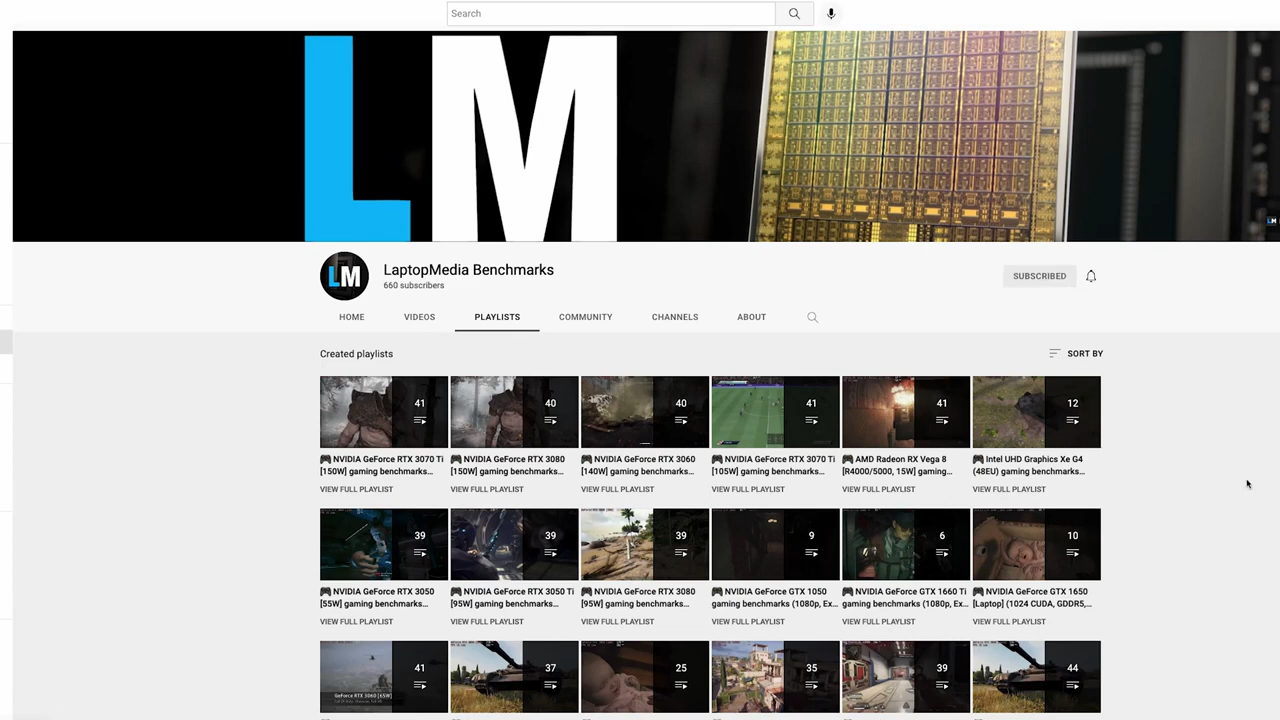 Search
LM
LM
LM
LaptopMedia Benchmarks
660 subscribers
SUBSCRIBED
HOME
VIDEOS
PLAYLISTS
COMMUNITY
CHANNELS
ABOUT
Created playlists
SORT BY
41
40
40
41
41
12
🎮 NVIDIA GeForce RTX 3070 Ti
[150W] gaming benchmarks...
VIEW FULL PLAYLIST
🎮 NVIDIA GeForce RTX 3080
[150W] gaming benchmarks...
VIEW FULL PLAYLIST
🎮 NVIDIA GeForce RTX 3060
[140W] gaming benchmarks...
VIEW FULL PLAYLIST
🎮 NVIDIA GeForce RTX 3070 Ti
[105W] gaming benchmarks...
VIEW FULL PLAYLIST
🎮 AMD Radeon RX Vega 8
[R4000/5000, 15W] gaming...
VIEW FULL PLAYLIST
🎮 Intel UHD Graphics Xe G4
(48EU) gaming benchmarks...
VIEW FULL PLAYLIST
39
39
39
9
6
10
🎮 NVIDIA GeForce RTX 3050
[55W] gaming benchmarks...
VIEW FULL PLAYLIST
🎮 NVIDIA GeForce RTX 3050 Ti
[95W] gaming benchmarks...
VIEW FULL PLAYLIST
🎮 NVIDIA GeForce RTX 3080
[95W] gaming benchmarks...
VIEW FULL PLAYLIST
🎮 NVIDIA GeForce GTX 1050
gaming benchmarks (1080p, Ex...
VIEW FULL PLAYLIST
🎮 NVIDIA GeForce GTX 1660 Ti
gaming benchmarks (1080p, Ex...
VIEW FULL PLAYLIST
🎮 NVIDIA GeForce GTX 1650
[Laptop] (1024 CUDA, GDDR5,...
VIEW FULL PLAYLIST
41
37
25
35
39
44
GeForce RTX 3060 [65W]